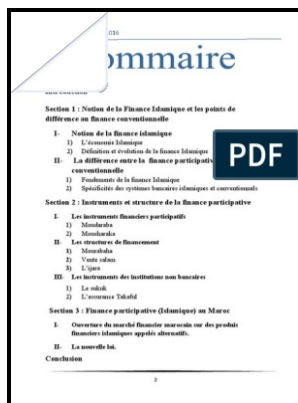 016
ommaire
Section 1 : Notion de la Finance Islamique et les points de
différence au finance conventionnelle
I- Notion de la finance islamique
1) L'économie Islamique
2) Définition et évolution de la finance Islamique
II- La différence entre la finance participativ
conventionnelle
1) Fondements de la finance Islamique
2) Spécificités des systèmes bancaires islamiques et conventionnels
PDF
Section 2 : Instruments et structure de la finance participative
I. Les instruments financiers participatifs
1) Moudaraba
2) Mousharaka
II- Les structures de financement
1) Mourabaha
2) Vente salam
3) L'ijara
III- Les instruments des institutions non bancaires
1) Le sukuk
2) L'assurance Takaful
Section 3 : Finance participative (Islamique) au Maroc
I. Ouverture du marché financier marocain sur des produits
financiers islamiques appelés alternatifs.
II. La nouvelle loi.
Conclusion
2